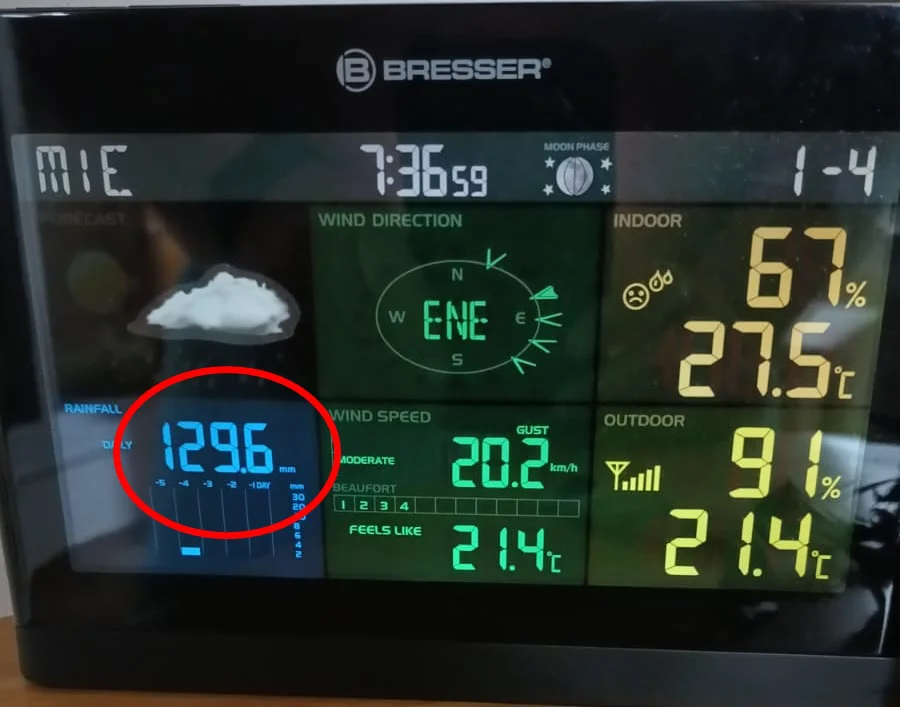 B BRESSER®
MIE 7:36 59 MOON PHASE 1-4
FORECAST
WIND DIRECTION
N
W ENE E
S
INDOOR
67%
27.5°C
RAINFALL
DAILY 129.6 mm
-5 -4 -3 -2 -1 DAY mm
30
20
8
6
4
2
WIND SPEED
GUST
MODERATE 20.2 km/h
BEAUFORT
1 2 3 4
FEELS LIKE 21.4°C
OUTDOOR
91%
21.4°C